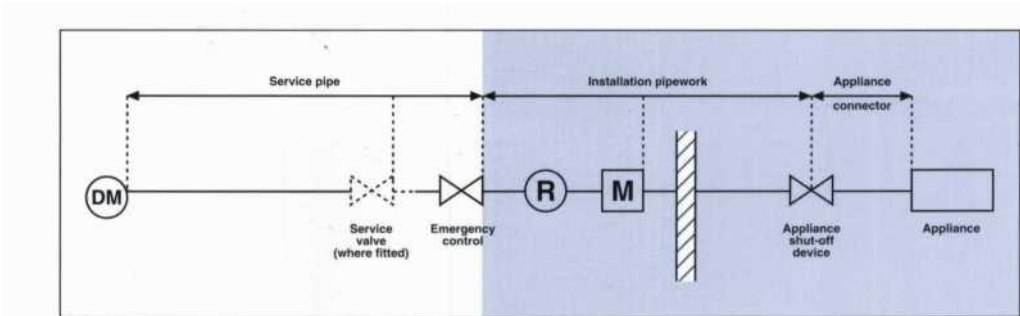 Service pipe
Installation pipework
Appliance
connector
DM
R
M
Service
valve
(where fitted)
Emergency
control
Appliance
shut-off
device
Appliance